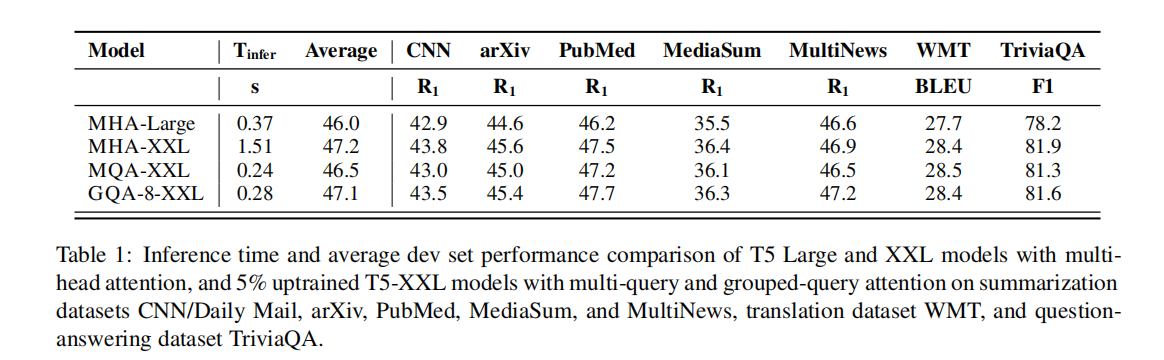 Model T_infer Average CNN arXiv PubMed MediaSum MultiNews WMT TriviaQA
s R₁ R₁ R₁ R₁ R₁ BLEU F1
MHA-Large 0.37 46.0 42.9 44.6 46.2 35.5 46.6 27.7 78.2
MHA-XXL 1.51 47.2 43.8 45.6 47.5 36.4 46.9 28.4 81.9
MQA-XXL 0.24 46.5 43.0 45.0 47.2 36.1 46.5 28.5 81.3
GQA-8-XXL 0.28 47.1 43.5 45.4 47.7 36.3 47.2 28.4 81.6
Table 1: Inference time and average dev set performance comparison of T5 Large and XXL models with multi-
head attention, and 5% uptrained T5-XXL models with multi-query and grouped-query attention on summarization
datasets CNN/Daily Mail, arXiv, PubMed, MediaSum, and MultiNews, translation dataset WMT, and question-
answering dataset TriviaQA.